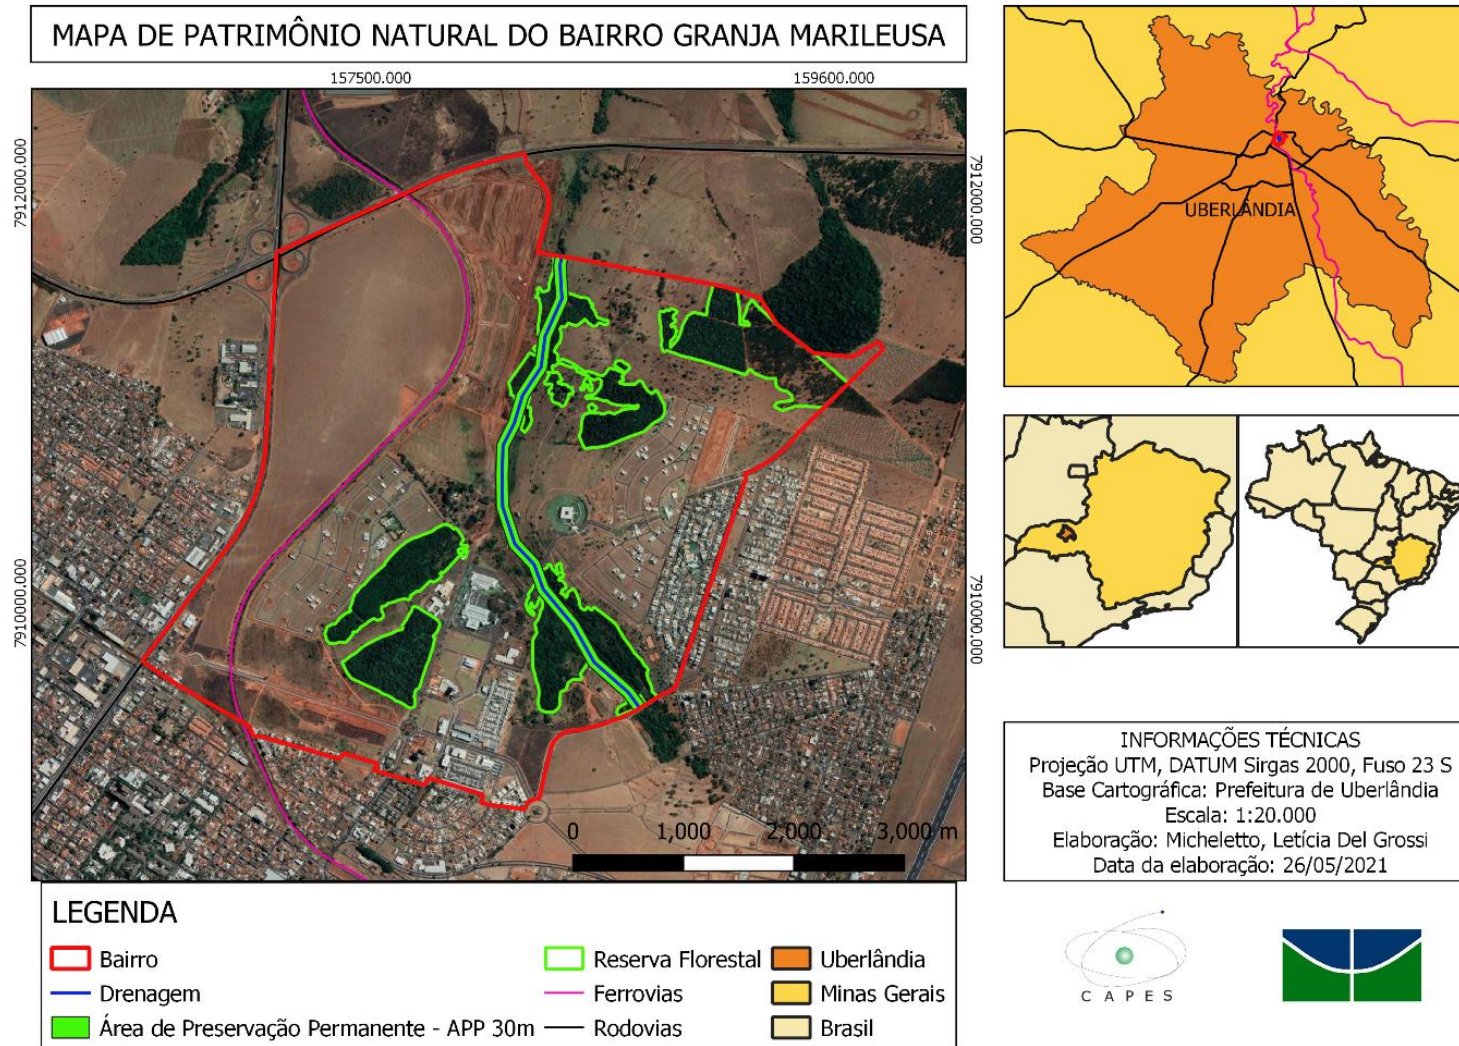 MAPA DE PATRIMÔNIO NATURAL DO BAIRRO GRANJA MARILEUSA
157500.000
159600.000
7912000.000
7912000.000
7910000.000
7910000.000
0 1,000 2,000 3,000 m
UBERLÂNDIA
INFORMAÇÕES TÉCNICAS
Projeção UTM, DATUM Sirgas 2000, Fuso 23 S
Base Cartográfica: Prefeitura de Uberlândia
Escala: 1:20.000
Elaboração: Micheletto, Letícia Del Grossi
Data da elaboração: 26/05/2021
LEGENDA
Bairro
Drenagem
Área de Preservação Permanente - APP 30m
Reserva Florestal
Ferrovias
Rodovias
Uberlândia
Minas Gerais
Brasil
CAPES